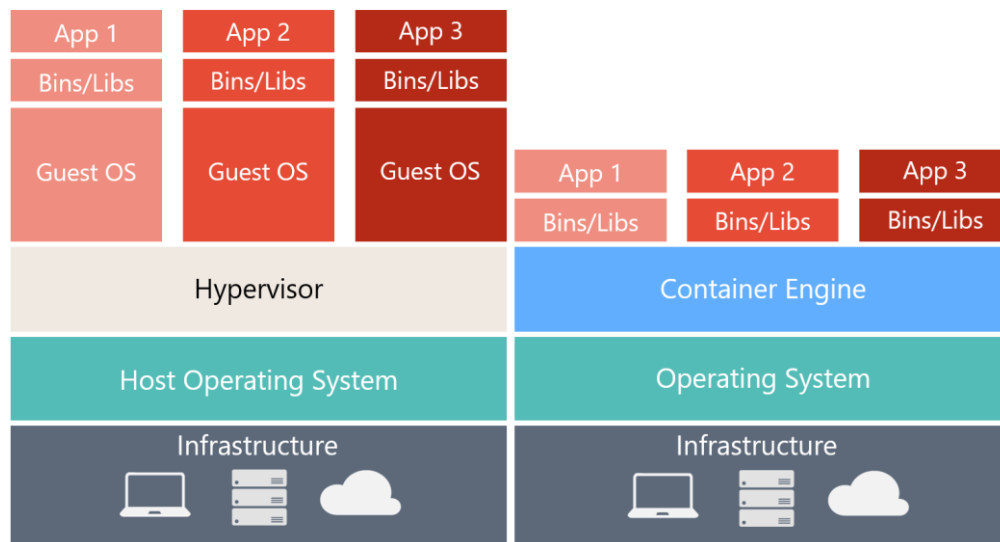 App 1
App 2
App 3
Bins/Libs
Bins/Libs
Bins/Libs
Guest OS
Guest OS
Guest OS
Hypervisor
Host Operating System
Infrastructure
App 1
App 2
App 3
Bins/Libs
Bins/Libs
Bins/Libs
Container Engine
Operating System
Infrastructure